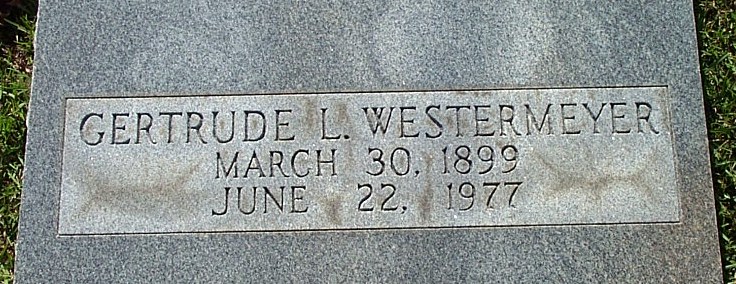 GERTRUDE L. WESTERMEYER
MARCH 30, 1899
JUNE 22, 1977